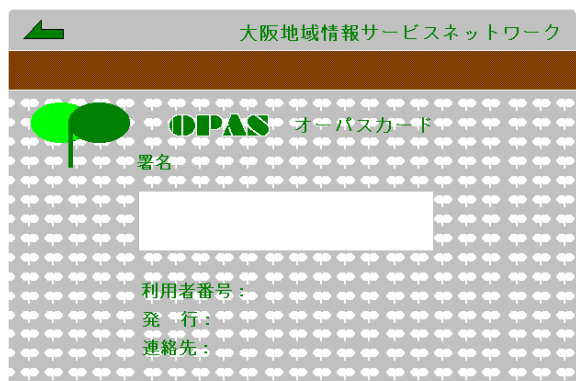 大阪地域情報サービスネットワーク
OPAS オーパスカード
署名
利用者番号：
発　行：
連絡先：